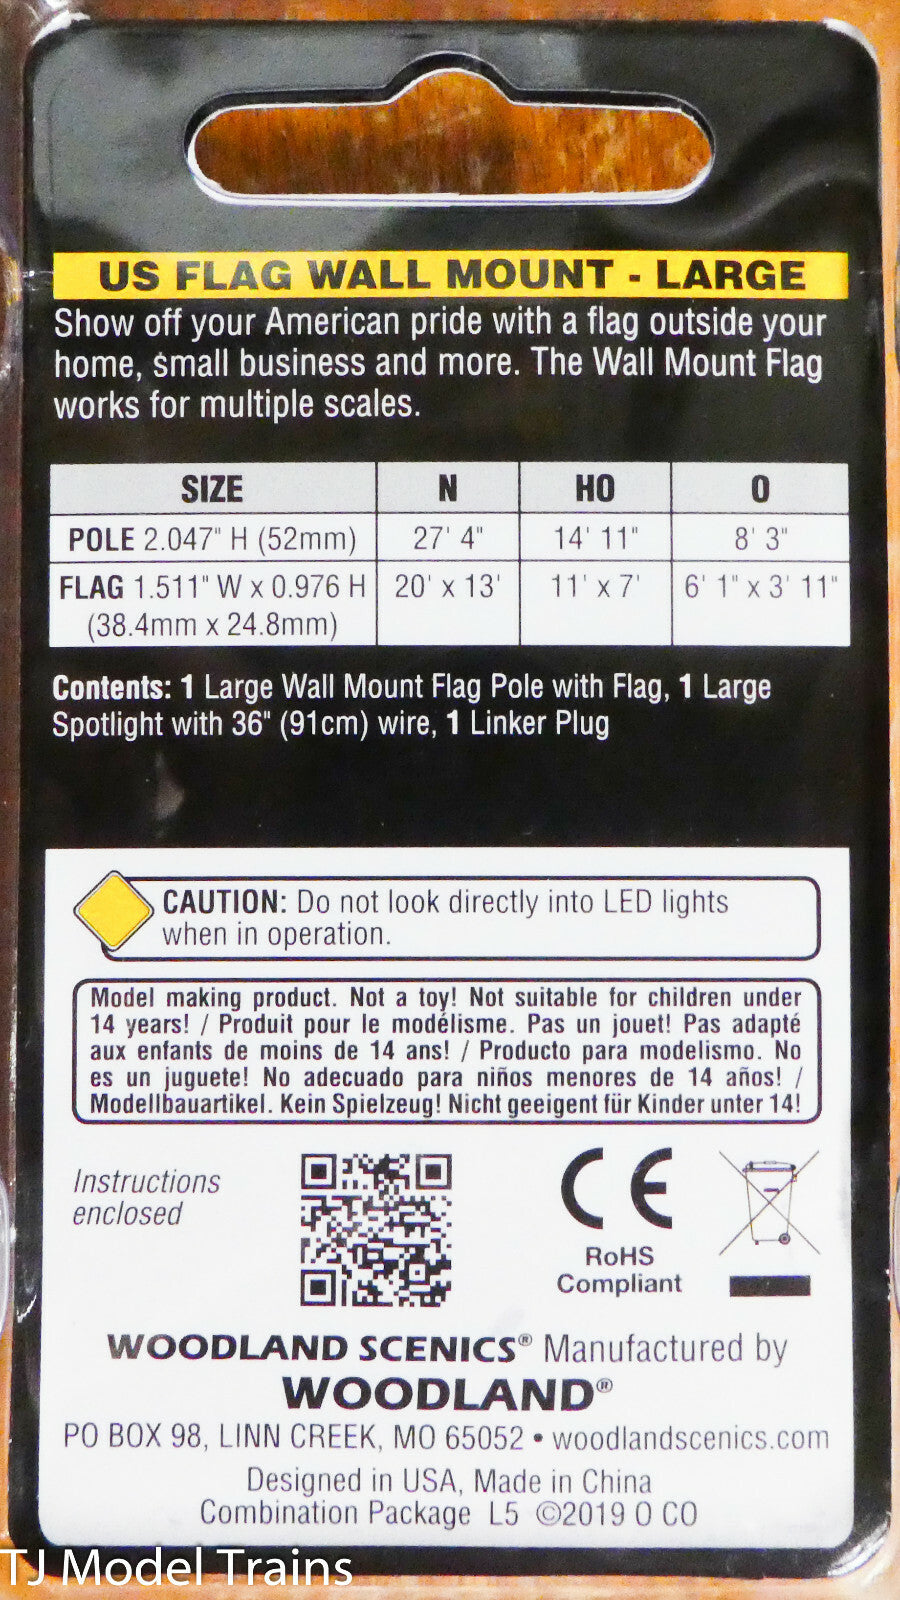 US FLAG WALL MOUNT - LARGE
Show off your American pride with a flag outside your
home, small business and more. The Wall Mount Flag
works for multiple scales.
SIZE N HO O
POLE 2.047" H (52mm) 27' 4" 14' 11" 8' 3"
FLAG 1.511" W x 0.976 H 20' x 13' 11' x 7' 6' 1" x 3' 11"
(38.4mm x 24.8mm)
Contents: 1 Large Wall Mount Flag Pole with Flag, 1 Large
Spotlight with 36" (91cm) wire, 1 Linker Plug
CAUTION: Do not look directly into LED lights
when in operation.
Model making product. Not a toy! Not suitable for children under
14 years! / Produit pour le modélisme. Pas un jouet! Pas adapté
aux enfants de moins de 14 ans! / Producto para modelismo. No
es un juguete! No adecuado para niños menores de 14 años! /
Modellbauartikel. Kein Spielzeug! Nicht geeignet für Kinder unter 14!
Instructions
enclosed
CE
RoHS
Compliant
WOODLAND SCENICS® Manufactured by
WOODLAND®
PO BOX 98, LINN CREEK, MO 65052 • woodlandscenics.com
Designed in USA, Made in China
Combination Package L5 ©2019 O CO
TJ Model Trains